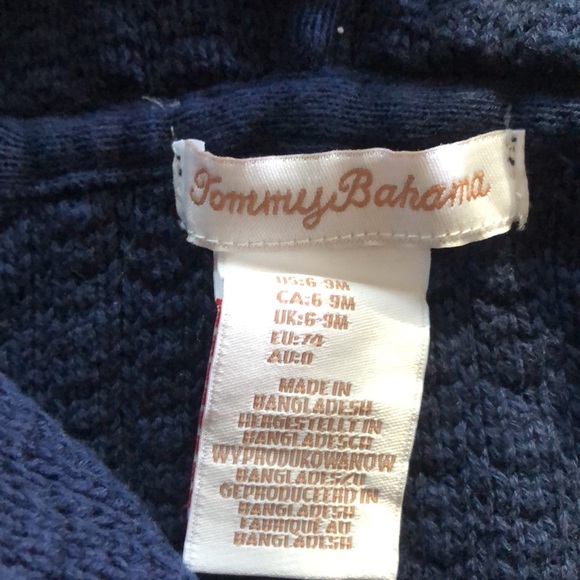 Tommy Bahama
US:6-9M
CA:6-9M
UK:6-9M
EU:74
AU:0
MADE IN
BANGLADESH
HERGESTELLT IN
BANGLADESCH
WYPRODUKOWANOW
BANGLADESZU
GEPRODUCEERD IN
BANGLADESH
FABRIQUÉ AU
BANGLADESH